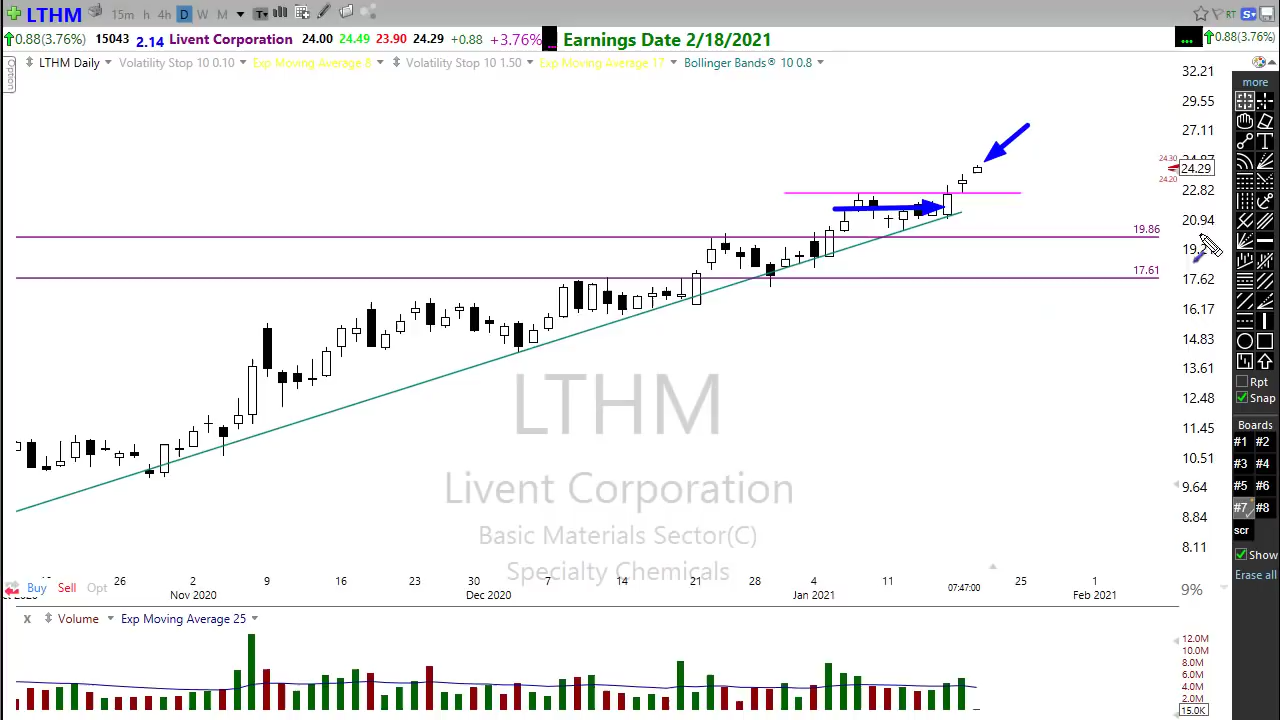 LTHM 15m h 4h D W M T
0.88(3.76%) 15043 2.14 Livent Corporation 24.00 24.49 23.90 24.29 +0.88 +3.76% ... Earnings Date 2/18/2021 ... 0.88(3.76%)
RT
Option
LTHM Daily Volatility Stop 10 0.10 Exp Moving Average 8 Volatility Stop 10 1.50 Exp Moving Average 17 Bollinger Bands® 10 0.8
32.21
29.55
27.11
24.30
24.29
24.20
22.82
20.94
19.86
17.61
17.62
16.17
14.83
13.61
12.48
11.45
10.51
9.64
8.84
8.11
LTHM
Livent Corporation
Basic Materials Sector(C)
Specialty Chemicals
26 2 9 16 23 30 7 14 21 28 4 11 07:47:00 25 1
Nov 2020 Dec 2020 Jan 2021 Feb 2021
Buy Sell Opt
9%
X Volume Exp Moving Average 25
12.0M
10.0M
8.0M
6.0M
4.0M
2.0M
15.0K
more
T
Rpt
Snap
Boards
#1 #2
#3 #4
#5 #6
#7 #8
scr
Show
Erase all